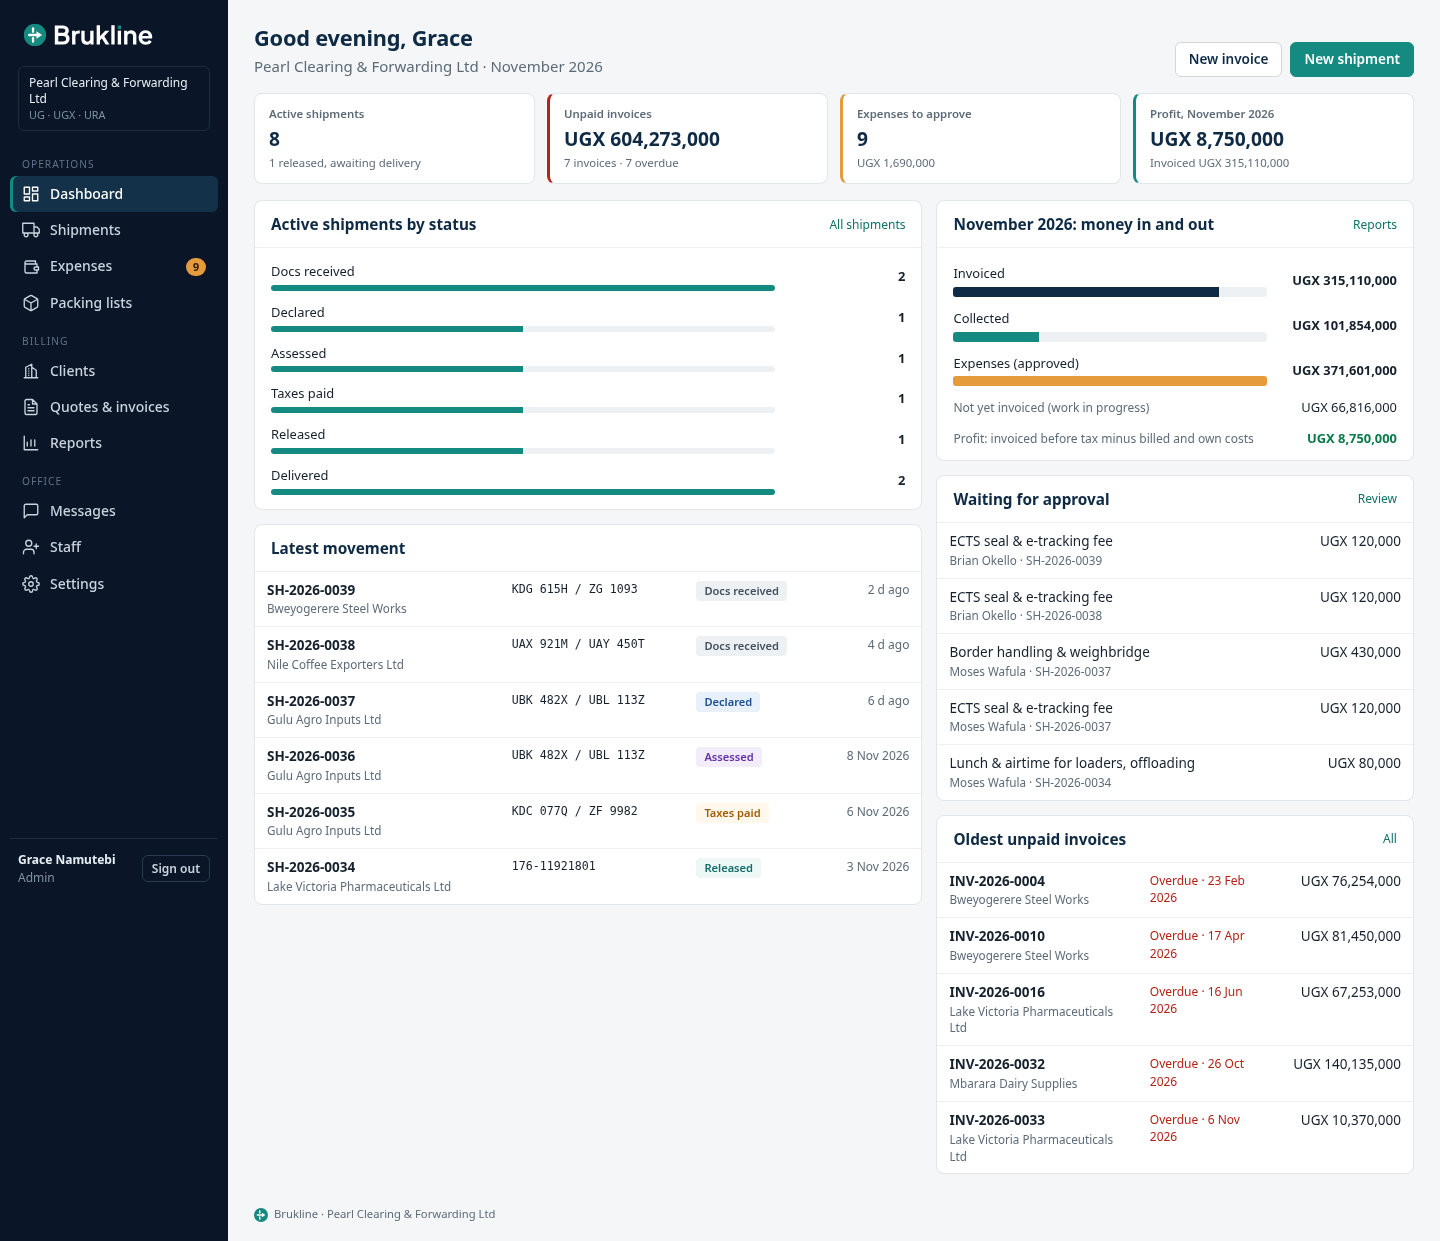 Brukline
Pearl Clearing & Forwarding
Ltd
UG · UGX · URA
OPERATIONS
Dashboard
Shipments
Expenses
9
Packing lists
BILLING
Clients
Quotes & invoices
Reports
OFFICE
Messages
Staff
Settings
Grace Namutebi
Admin
Sign out
Good evening, Grace
Pearl Clearing & Forwarding Ltd · November 2026
New invoice
New shipment
Active shipments
8
1 released, awaiting delivery
Unpaid invoices
UGX 604,273,000
7 invoices · 7 overdue
Expenses to approve
9
UGX 1,690,000
Profit, November 2026
UGX 8,750,000
Invoiced UGX 315,110,000
Active shipments by status
All shipments
Docs received
2
Declared
1
Assessed
1
Taxes paid
1
Released
1
Delivered
2
Latest movement
SH-2026-0039 KDG 615H / ZG 1093 Docs received 2 d ago
Bweyogerere Steel Works
SH-2026-0038 UAX 921M / UAY 450T Docs received 4 d ago
Nile Coffee Exporters Ltd
SH-2026-0037 UBK 482X / UBL 113Z Declared 6 d ago
Gulu Agro Inputs Ltd
SH-2026-0036 UBK 482X / UBL 113Z Assessed 8 Nov 2026
Gulu Agro Inputs Ltd
SH-2026-0035 KDC 077Q / ZF 9982 Taxes paid 6 Nov 2026
Gulu Agro Inputs Ltd
SH-2026-0034 176-11921801 Released 3 Nov 2026
Lake Victoria Pharmaceuticals Ltd
November 2026: money in and out
Reports
Invoiced
UGX 315,110,000
Collected
UGX 101,854,000
Expenses (approved)
UGX 371,601,000
Not yet invoiced (work in progress) UGX 66,816,000
Profit: invoiced before tax minus billed and own costs UGX 8,750,000
Waiting for approval
Review
ECTS seal & e-tracking fee UGX 120,000
Brian Okello · SH-2026-0039
ECTS seal & e-tracking fee UGX 120,000
Brian Okello · SH-2026-0038
Border handling & weighbridge UGX 430,000
Moses Wafula · SH-2026-0037
ECTS seal & e-tracking fee UGX 120,000
Moses Wafula · SH-2026-0037
Lunch & airtime for loaders, offloading UGX 80,000
Moses Wafula · SH-2026-0034
Oldest unpaid invoices
All
INV-2026-0004 Overdue · 23 Feb UGX 76,254,000
Bweyogerere Steel Works 2026
INV-2026-0010 Overdue · 17 Apr UGX 81,450,000
Bweyogerere Steel Works 2026
INV-2026-0016 Overdue · 16 Jun UGX 67,253,000
Lake Victoria Pharmaceuticals 2026
Ltd
INV-2026-0032 Overdue · 26 Oct UGX 140,135,000
Mbarara Dairy Supplies 2026
INV-2026-0033 Overdue · 6 Nov UGX 10,370,000
Lake Victoria Pharmaceuticals 2026
Ltd
Brukline · Pearl Clearing & Forwarding Ltd